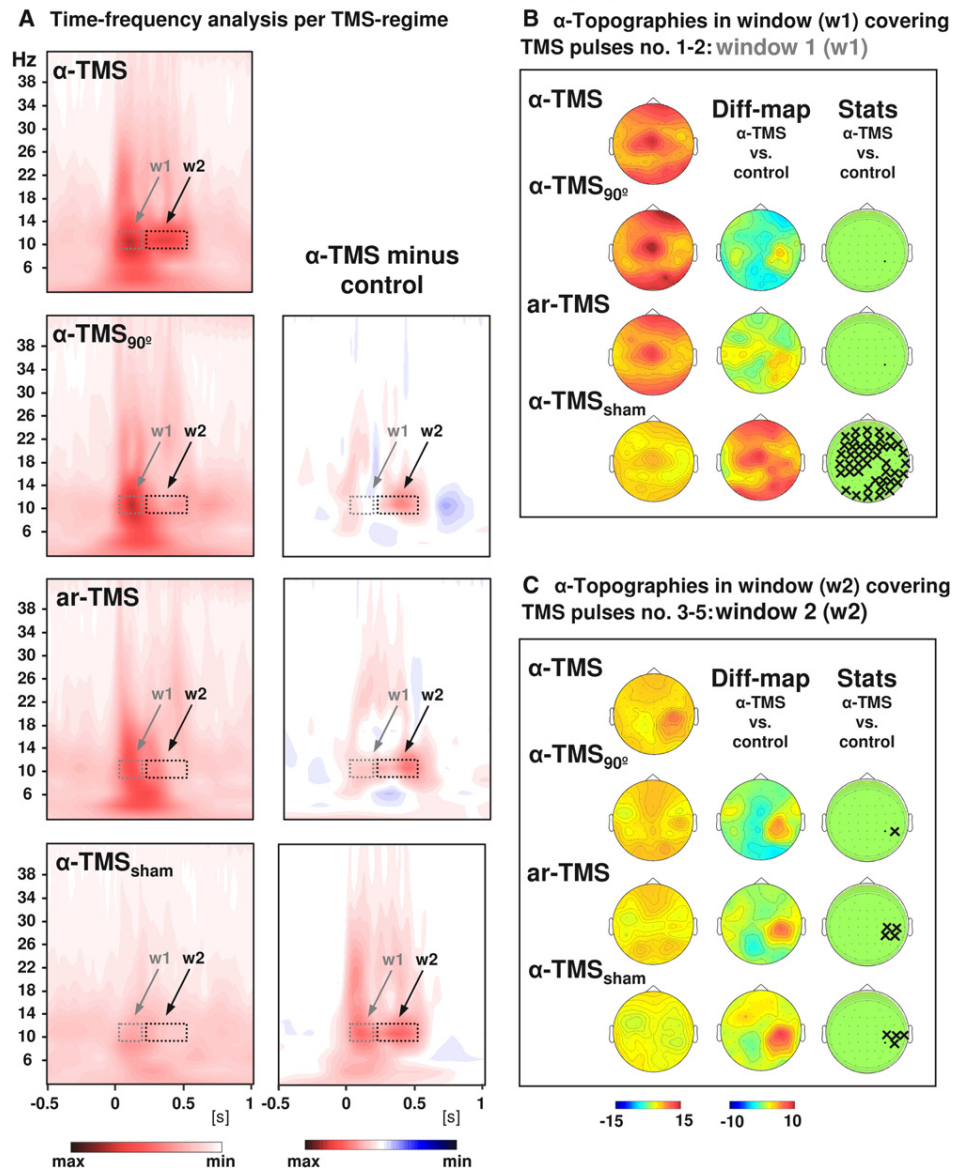 A Time-frequency analysis per TMS-regime
Hz
α-TMS
38
34
30
26
22
18
14
10
6
w1
w2
α-TMS minus
control
α-TMS90º
38
34
30
26
22
18
14
10
6
w1
w2
w1
w2
ar-TMS
38
34
30
26
22
18
14
10
6
w1
w2
w1
w2
α-TMSsham
38
34
30
26
22
18
14
10
6
w1
w2
w1
w2
-0.5 0 0.5 1
[s]
-0.5 0 0.5 1
[s]
max min
max min
B α-Topographies in window (w1) covering
TMS pulses no. 1-2: window 1 (w1)
α-TMS
Diff-map
α-TMS
vs.
control
Stats
α-TMS
vs.
control
α-TMS90º
ar-TMS
α-TMSsham
C α-Topographies in window (w2) covering
TMS pulses no. 3-5: window 2 (w2)
α-TMS
Diff-map
α-TMS
vs.
control
Stats
α-TMS
vs.
control
α-TMS90º
ar-TMS
α-TMSsham
-15 15
-10 10